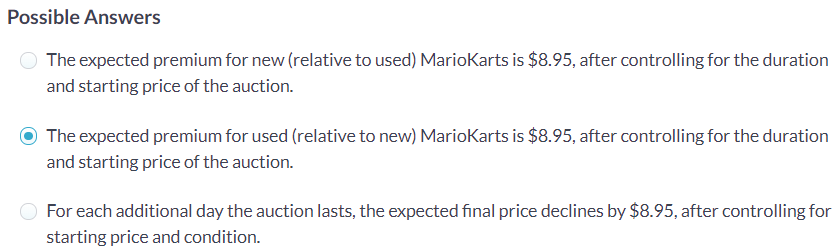 Possible Answers
The expected premium for new (relative to used) MarioKarts is $8.95, after controlling for the duration
and starting price of the auction.
The expected premium for used (relative to new) MarioKarts is $8.95, after controlling for the duration
and starting price of the auction.
For each additional day the auction lasts, the expected final price declines by $8.95, after controlling for
starting price and condition.